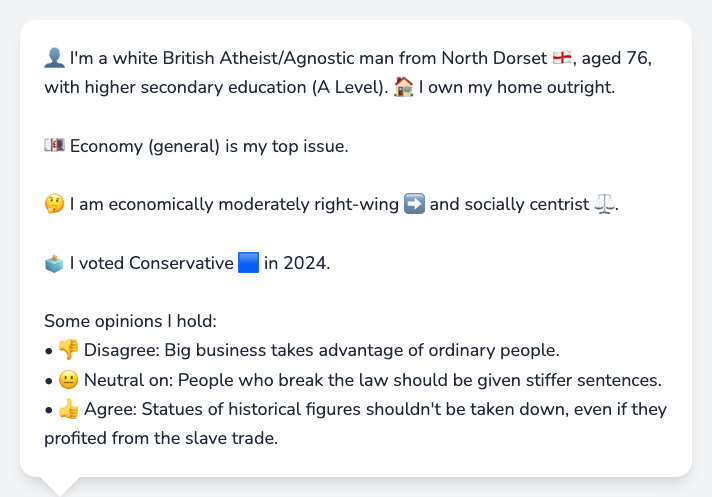 👤 I'm a white British Atheist/Agnostic man from North Dorset 🏴󠁧󠁢󠁥󠁮󠁧󠁿, aged 76,
with higher secondary education (A Level). 🏠 I own my home outright.
💷 Economy (general) is my top issue.
🤔 I am economically moderately right-wing ➡️ and socially centrist ⚖️.
🗳️ I voted Conservative 🟦 in 2024.
Some opinions I hold:
• 👎 Disagree: Big business takes advantage of ordinary people.
• 😐 Neutral on: People who break the law should be given stiffer sentences.
• 👍 Agree: Statues of historical figures shouldn't be taken down, even if they
profited from the slave trade.